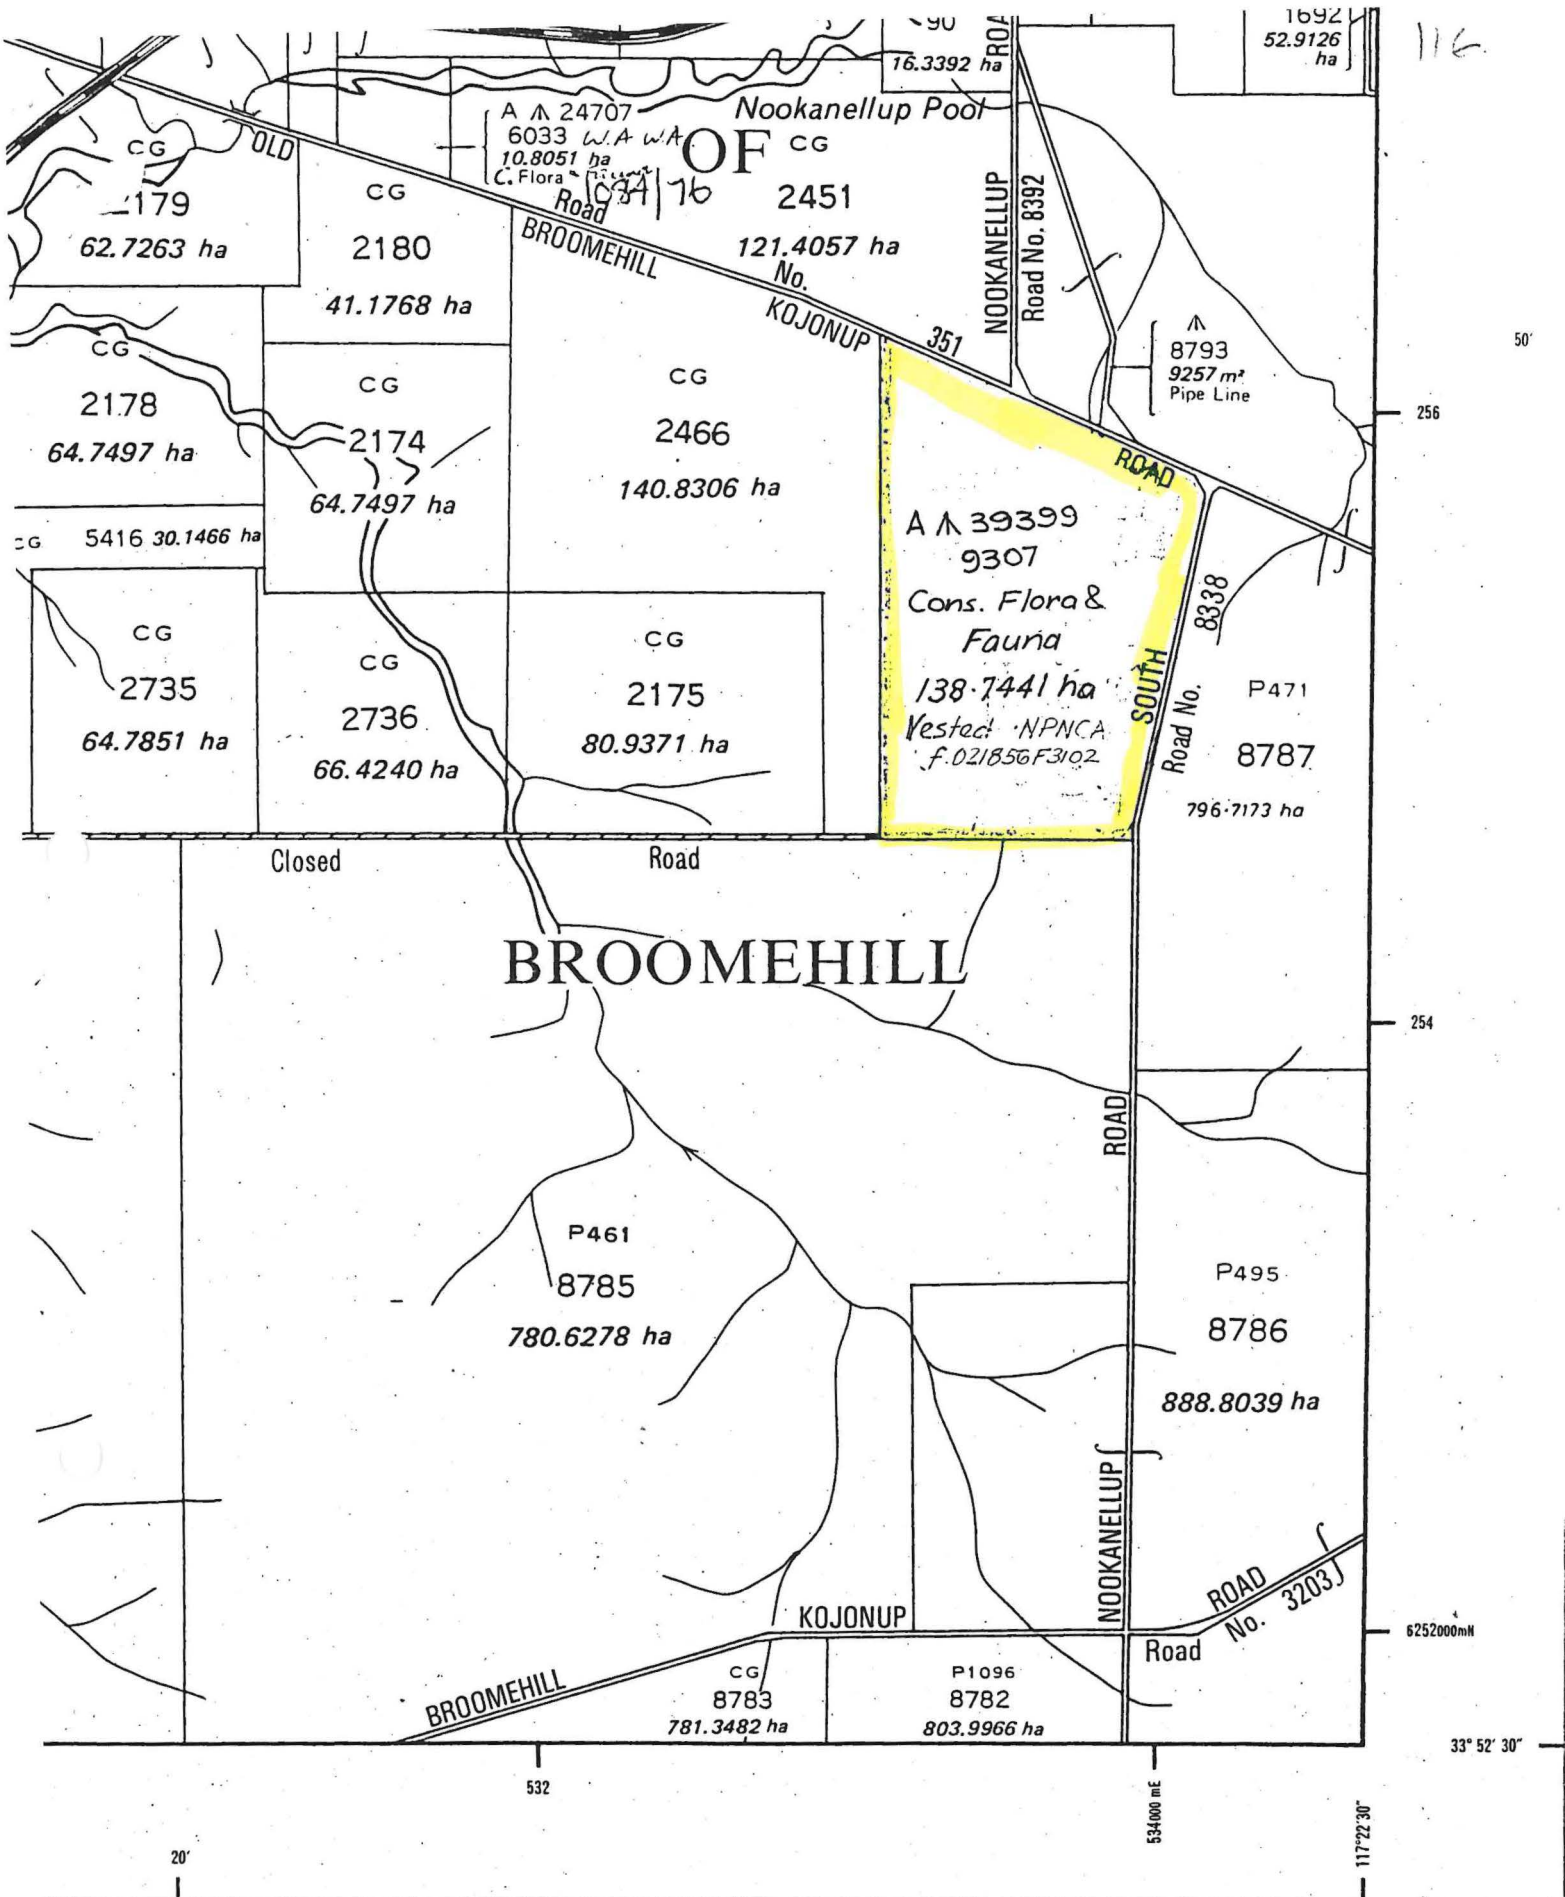 90
16.3392 ha
ROA
1692
52.9126
ha
116
A 24707
6033 W.A W.A
10.8051 ha
C. Flora &
1084/76
Nookanellup Pool
OF
CG
2451
121.4057 ha
OLD
Road
BROOMEHILL
No.
KOJONUP
351
ROAD
NOOKANELLUP
Road No. 8392
CG
2179
62.7263 ha
CG
2180
41.1768 ha
8793
9257 m²
Pipe Line
50'
256
CG
2178
64.7497 ha
CG
2174
64.7497 ha
CG
2466
140.8306 ha
CG
5416 30.1466 ha
A 39399
9307
Cons. Flora &
Fauna
138.7441 ha
Vested NPNCA
f.021856F3102
8338
SOUTH
Road No.
CG
2735
64.7851 ha
CG
2736
66.4240 ha
CG
2175
80.9371 ha
P471
8787
796.7173 ha
Closed
Road
BROOMEHILL
254
ROAD
P461
8785
780.6278 ha
P495
8786
888.8039 ha
NOOKANELLUP
KOJONUP
ROAD
Road
No. 3203
6252000mN
BROOMEHILL
CG
8783
781.3482 ha
P1096
8782
803.9966 ha
33° 52' 30"
532
534000 mE
117°22'30"
20'